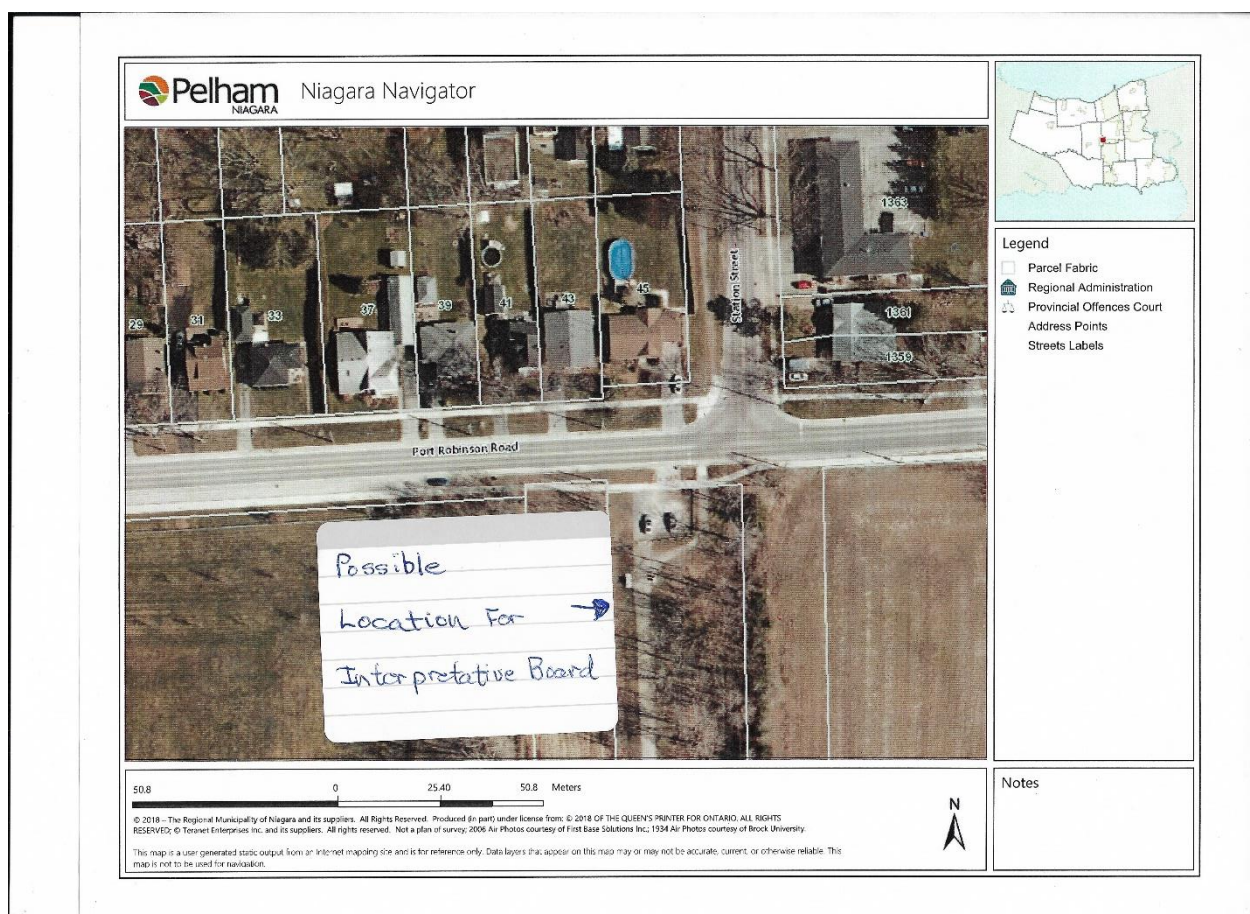 Pelham
NIAGARA
Niagara Navigator
1363
Station Street
45
43
41
39
37
33
31
29
1361
1359
Port Robinson Road
Possible
Location For →
Interpretative Board
Legend
Parcel Fabric
Regional Administration
Provincial Offences Court
Address Points
Streets Labels
50.8 0 25.40 50.8 Meters
© 2018 – The Regional Municipality of Niagara and its suppliers. All Rights Reserved. Produced (in part) under license from: © 2018 OF THE QUEEN'S PRINTER FOR ONTARIO. ALL RIGHTS
RESERVED; © Teranet Enterprises Inc. and its suppliers. All rights reserved. Not a plan of survey; 2006 Air Photos courtesy of First Base Solutions Inc.; 1934 Air Photos courtesy of Brock University.
This map is a user generated static output from an Internet mapping site and is for reference only. Data layers that appear on this map may or may not be accurate, current, or otherwise reliable. This
map is not to be used for navigation.
N
Notes